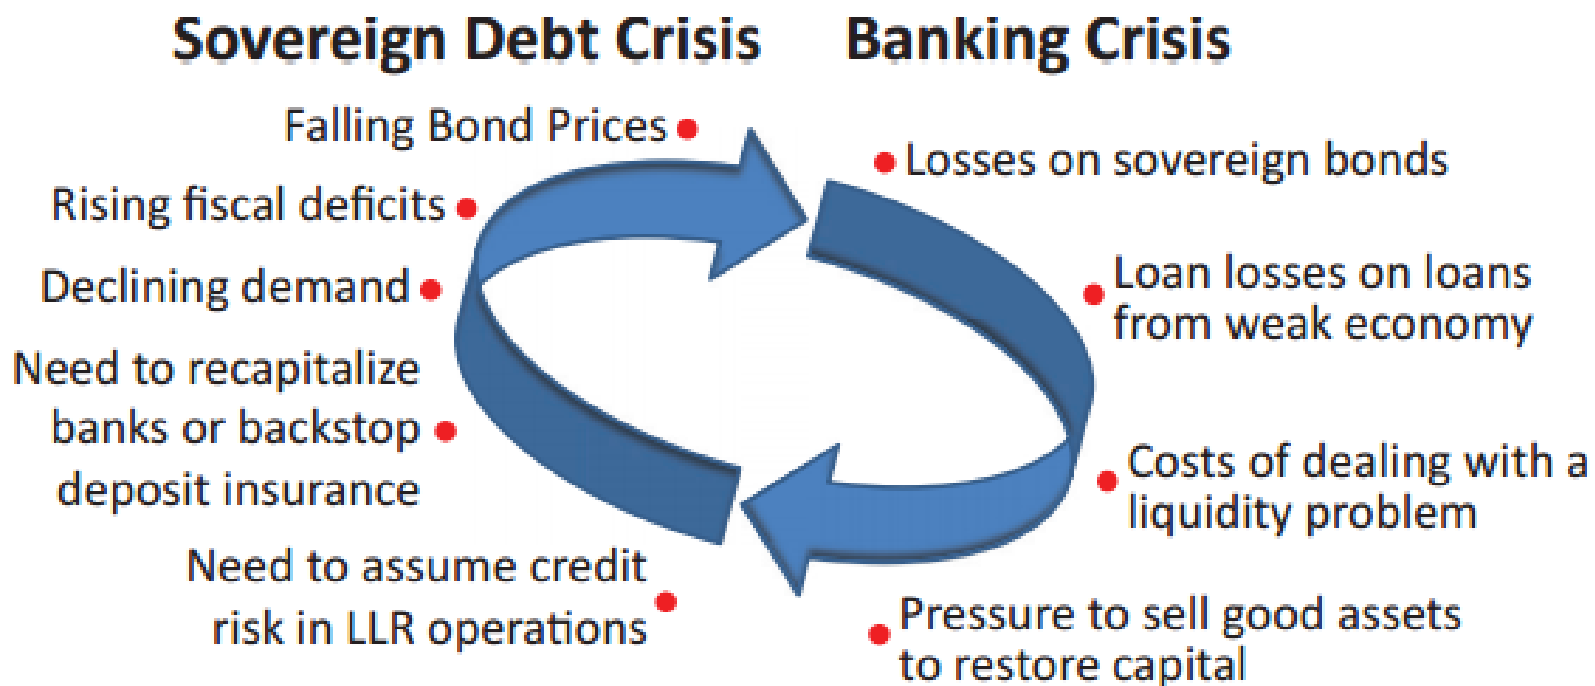 Sovereign Debt Crisis
Banking Crisis
Falling Bond Prices
Rising fiscal deficits
Declining demand
Need to recapitalize
banks or backstop
deposit insurance
Need to assume credit
risk in LLR operations
Losses on sovereign bonds
Loan losses on loans
from weak economy
Costs of dealing with a
liquidity problem
Pressure to sell good assets
to restore capital